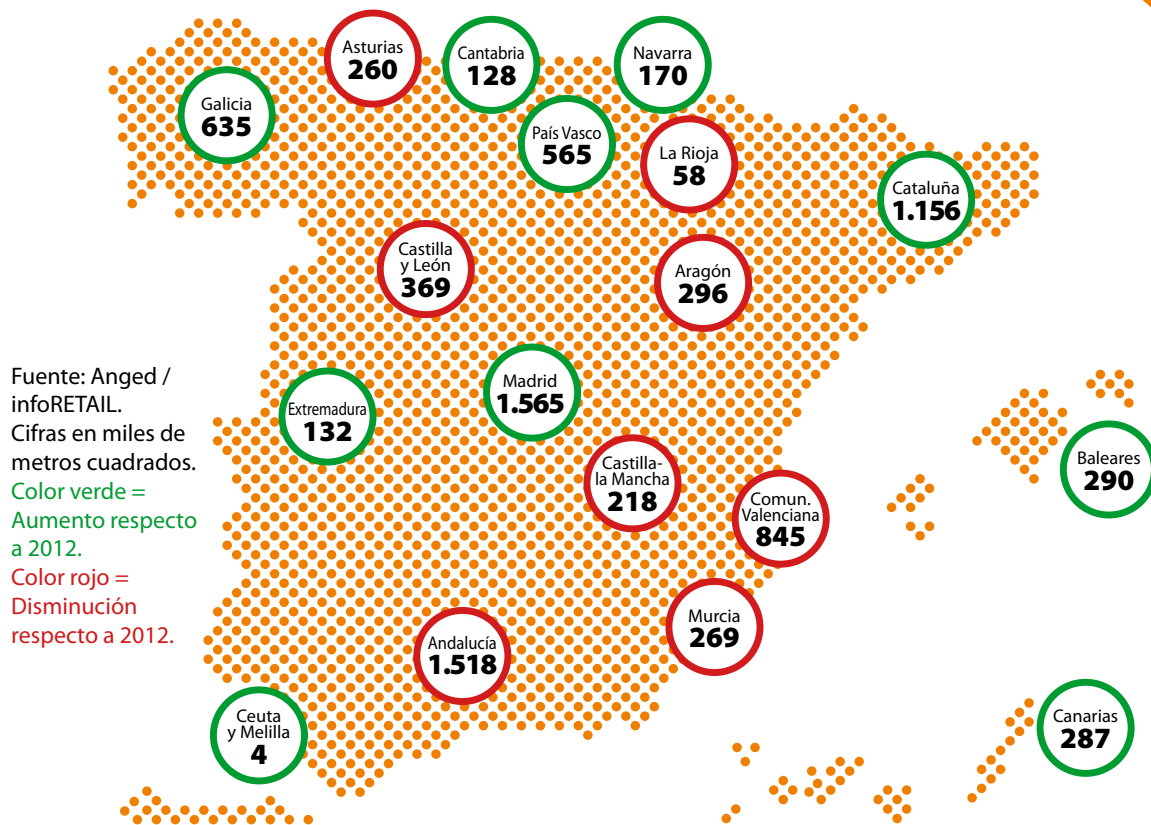 Asturias
260
Cantabria
128
Navarra
170
Galicia
635
País Vasco
565
La Rioja
58
Cataluña
1.156
Castilla
y León
369
Aragón
296
Fuente: Anged /
infoRETAIL.
Cifras en miles de
metros cuadrados.
Color verde =
Aumento respecto
a 2012.
Color rojo =
Disminución
respecto a 2012.
Extremadura
132
Madrid
1.565
Castilla-
la Mancha
218
Comun.
Valenciana
845
Baleares
290
Andalucía
1.518
Murcia
269
Ceuta
y Melilla
4
Canarias
287